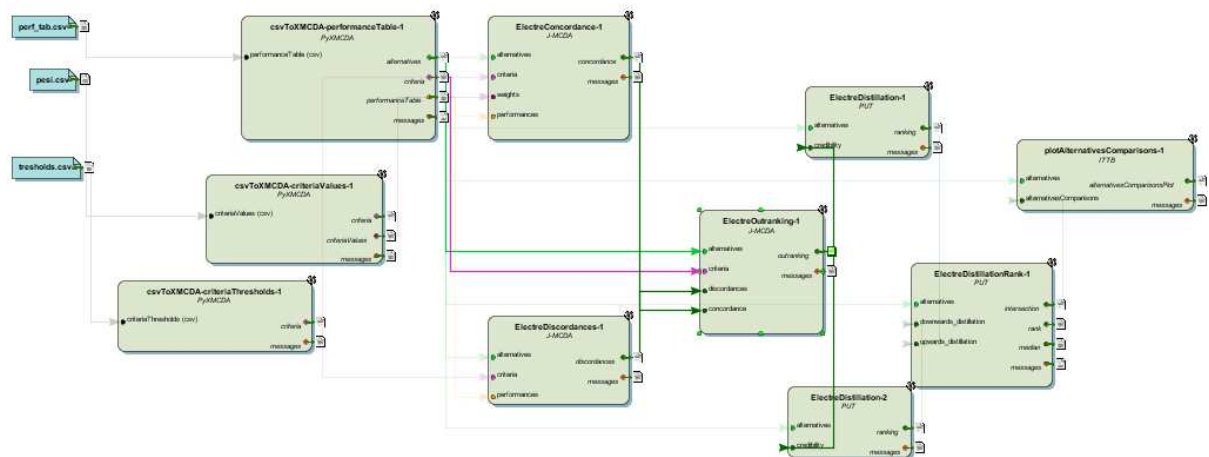 perf_tab.csv
pesi.csv
tresholds.csv
csvToXMCDA-performanceTable-1
PyXMCDA
performanceTable (csv)
alternatives
criteria
performanceTable
messages
csvToXMCDA-criteriaValues-1
PyXMCDA
criteriaValues (csv)
criteria
criteriaValues
messages
csvToXMCDA-criteriaThresholds-1
PyXMCDA
criteriaThresholds (csv)
criteria
messages
ElectreConcordance-1
J-MCDA
alternatives
concordance
criteria
messages
weights
performances
ElectreDiscordances-1
J-MCDA
alternatives
discordances
criteria
messages
performances
ElectreOutranking-1
J-MCDA
alternatives
outranking
criteria
messages
discordances
concordance
ElectreDistillation-1
PUT
alternatives
ranking
credibility
messages
ElectreDistillation-2
PUT
alternatives
ranking
credibility
messages
ElectreDistillationRank-1
PUT
alternatives
intersection
downwards_distillation
rank
upwards_distillation
median
messages
plotAlternativesComparisons-1
ITTB
alternatives
alternativesComparisonsPlot
alternativesComparisons
messages